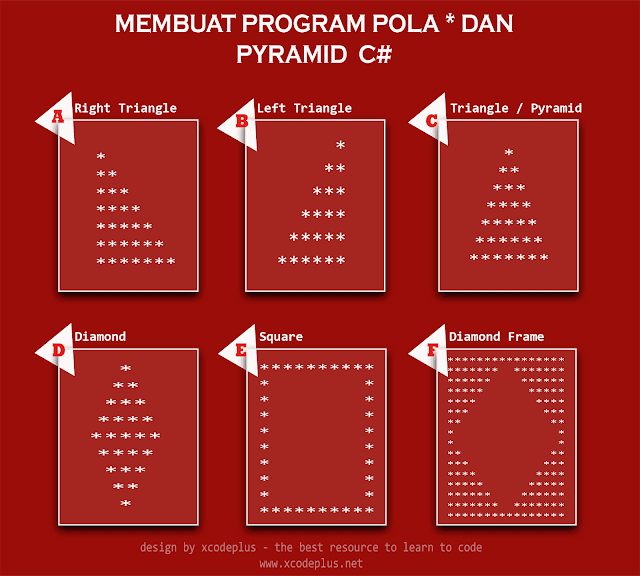 MEMBUAT PROGRAM POLA * DAN
PYRAMID C#
A Right Triangle
B Left Triangle
C Triangle / Pyramid
D Diamond
E Square
F Diamond Frame
design by xcodeplus - the best resource to learn to code
www.xcodeplus.net